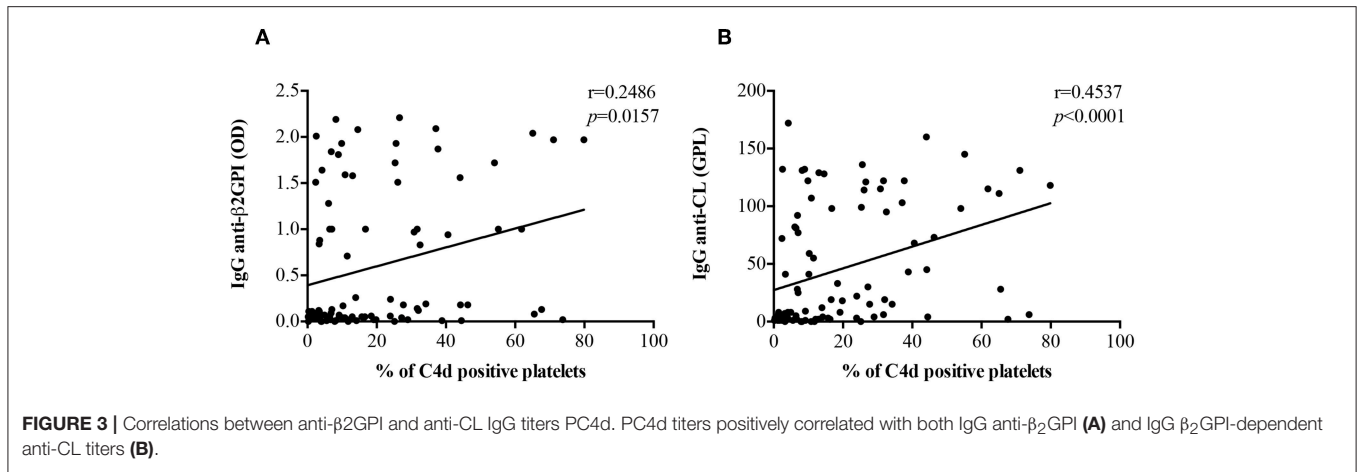 A
r=0.2486
p=0.0157
2.5
2.0
1.5
1.0
0.5
0.0
IgG anti-β2GPI (OD)
0 20 40 60 80 100
% of C4d positive platelets
B
r=0.4537
p<0.0001
200
150
100
50
0
IgG anti-CL (GPL)
0 20 40 60 80 100
% of C4d positive platelets
FIGURE 3 | Correlations between anti-β2GPI and anti-CL IgG titers PC4d. PC4d titers positively correlated with both IgG anti-β₂GPI (A) and IgG β₂GPI-dependent
anti-CL titers (B).